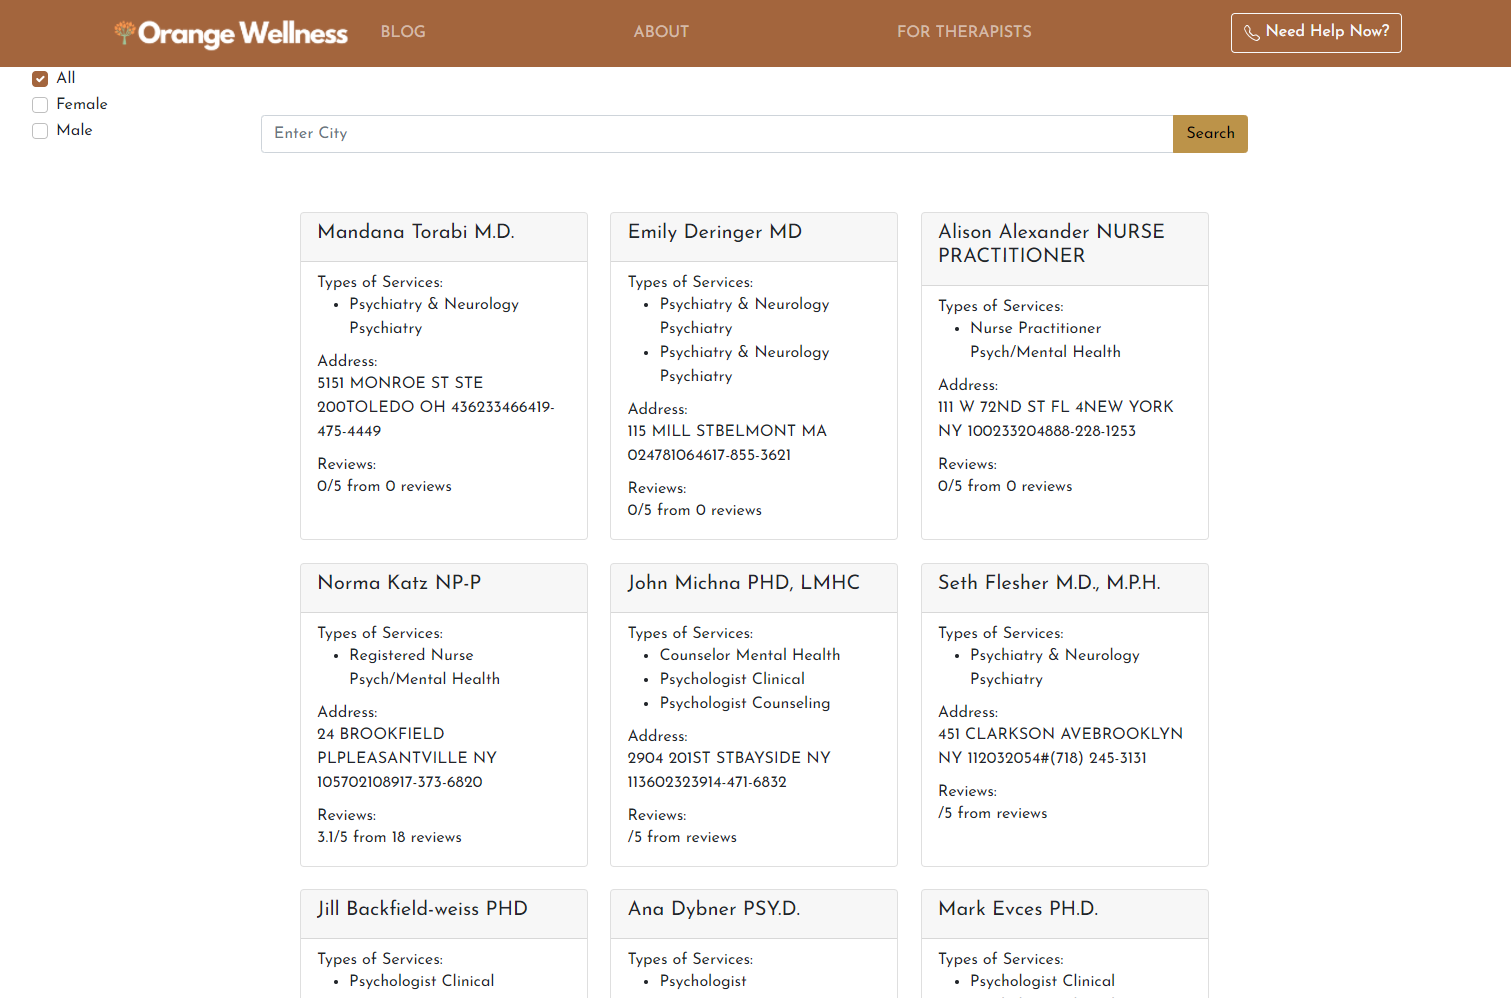 Orange Wellness
BLOG
ABOUT
FOR THERAPISTS
Need Help Now?
All
Female
Male
Enter City
Search
Mandana Torabi M.D.
Types of Services:
• Psychiatry & Neurology
Psychiatry
Address:
5151 MONROE ST STE
200TOLEDO OH 436233466419-
475-4449
Reviews:
0/5 from 0 reviews
Emily Deringer MD
Types of Services:
• Psychiatry & Neurology
Psychiatry
• Psychiatry & Neurology
Psychiatry
Address:
115 MILL STBELMONT MA
024781064617-855-3621
Reviews:
0/5 from 0 reviews
Alison Alexander NURSE
PRACTITIONER
Types of Services:
• Nurse Practitioner
Psych/Mental Health
Address:
111 W 72ND ST FL 4NEW YORK
NY 100233204888-228-1253
Reviews:
0/5 from 0 reviews
Norma Katz NP-P
Types of Services:
• Registered Nurse
Psych/Mental Health
Address:
24 BROOKFIELD
PLPLEASANTVILLE NY
105702108917-373-6820
Reviews:
3.1/5 from 18 reviews
John Michna PHD, LMHC
Types of Services:
• Counselor Mental Health
• Psychologist Clinical
• Psychologist Counseling
Address:
2904 201ST STBAYSIDE NY
113602323914-471-6832
Reviews:
/5 from reviews
Seth Flesher M.D., M.P.H.
Types of Services:
• Psychiatry & Neurology
Psychiatry
Address:
451 CLARKSON AVEBROOKLYN
NY 112032054#(718) 245-3131
Reviews:
/5 from reviews
Jill Backfield-weiss PHD
Types of Services:
• Psychologist Clinical
Ana Dybner PSY.D.
Types of Services:
• Psychologist
Mark Evces PH.D.
Types of Services:
• Psychologist Clinical